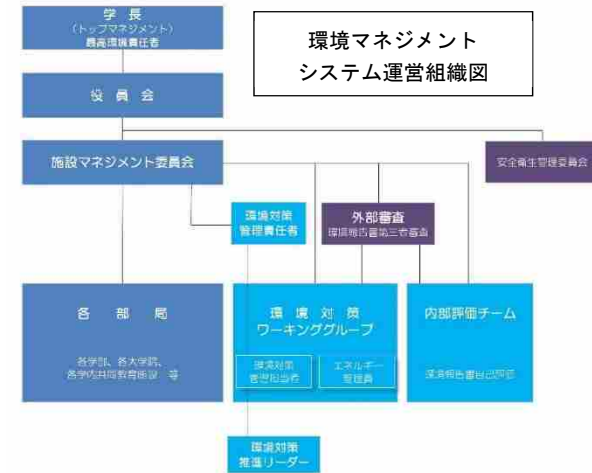 学 長
（トップマネジメント）
最高環境責任者
環境マネジメント
システム運営組織図
役 員 会
施設マネジメント委員会
安全衛生管理委員会
環境対策
管理責任者
外部審査
環境報告書第三者審査
各 部 局
各学部、各大学院、
各学内共同教育施設 等
環 境 対 策
ワーキンググループ
環境対策
管理担当者
エネルギー
管理員
内部評価チーム
環境報告書自己評価
環境対策
推進リーダー